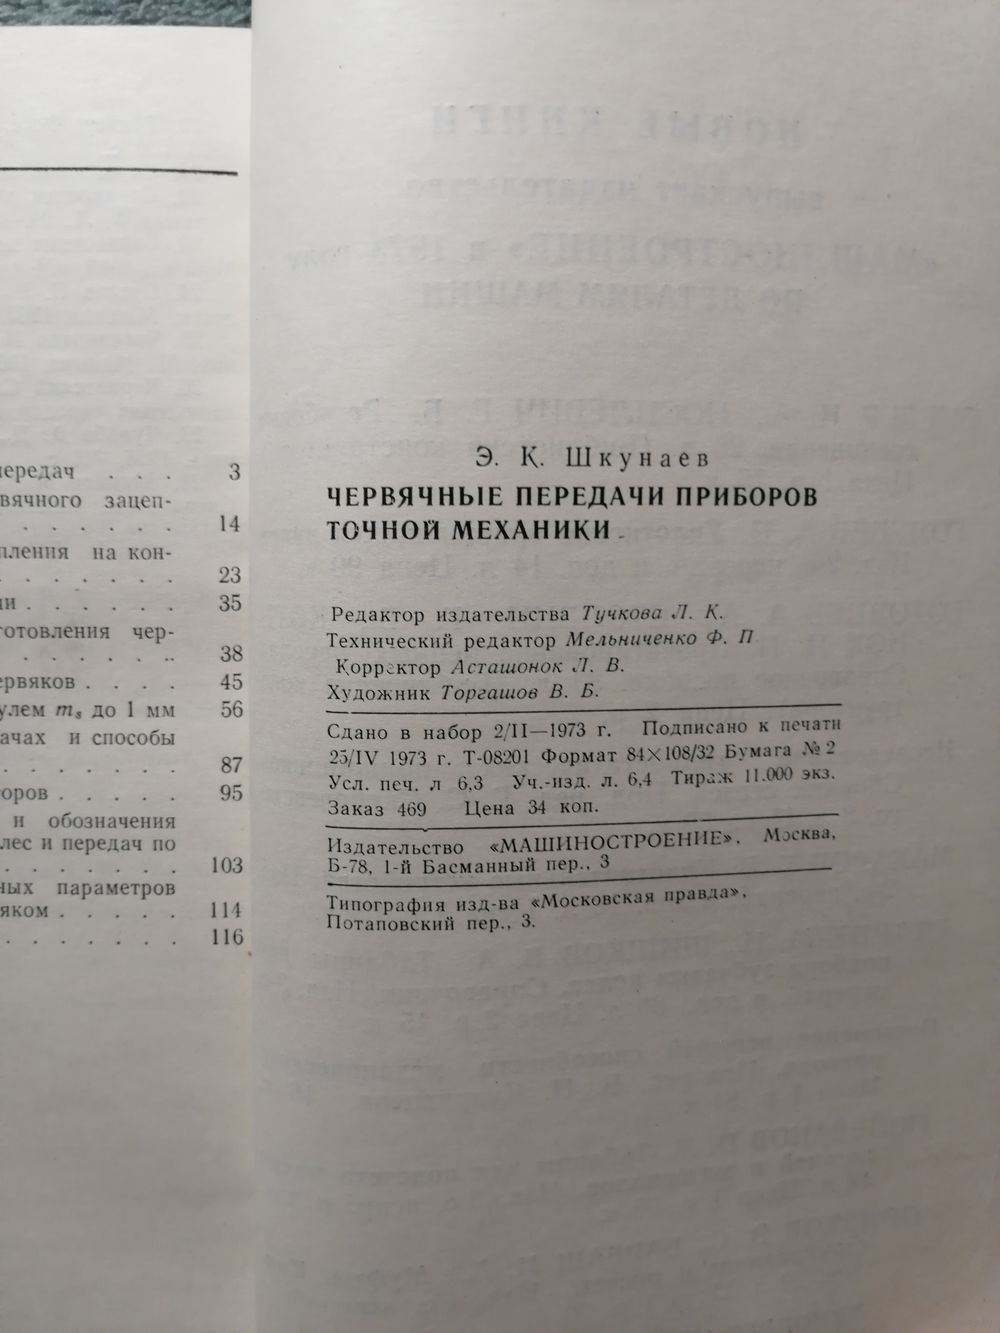 передач . . . 3
вячного зацеп-
. . . . . . 14
пления на кон-
. . . . . . . 23
ии . . . . . 35
готовления чер-
. . . . . .. 38
ервяков . . . . 45
улем ms до 1 мм 56
ачах и способы
. . . . . . . 87
оров . . . . . 95
и обозначения
лес и передач по
. . . . . . . 103
ных параметров
яком . . . . . 114
. . . . . . . 116
Э. К. Шкунаев
ЧЕРВЯЧНЫЕ ПЕРЕДАЧИ ПРИБОРОВ
ТОЧНОЙ МЕХАНИКИ
Редактор издательства Тучкова Л. К.
Технический редактор Мельниченко Ф. П
Корректор Асташонок Л. В.
Художник Торгашов В. Б.
Сдано в набор 2/II—1973 г. Подписано к печати
25/IV 1973 г. Т-08201 Формат 84×108/32 Бумага № 2
Усл. печ. л 6,3 Уч.-изд. л. 6,4 Тираж 11.000 экз.
Заказ 469 Цена 34 коп.
Издательство «МАШИНОСТРОЕНИЕ», Москва,
Б-78, 1-й Басманный пер., 3
Типография изд-ва «Московская правда»,
Потаповский пер., 3.